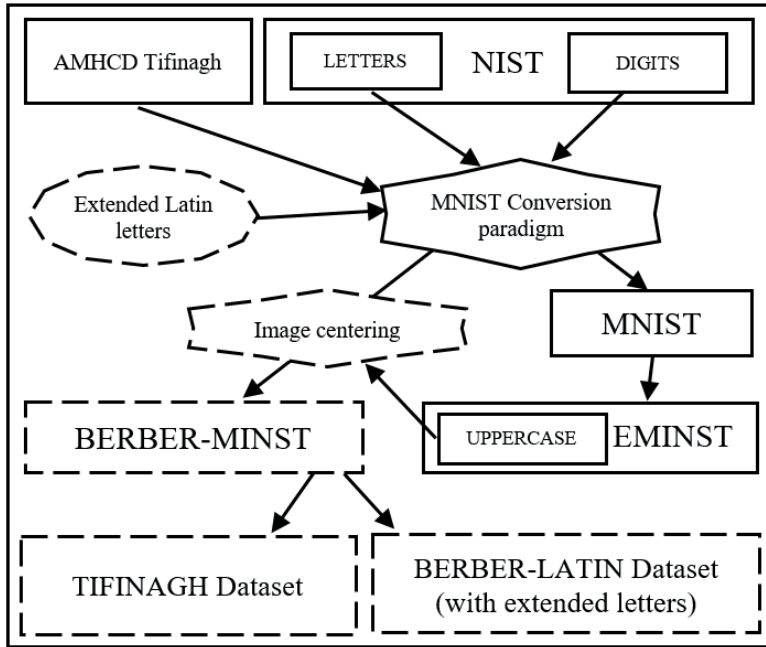 AMHCD Tifinagh
LETTERS
NIST
DIGITS
Extended Latin
letters
MNIST Conversion
paradigm
Image centering
MNIST
BERBER-MINST
UPPERCASE
EMINST
TIFINAGH Dataset
BERBER-LATIN Dataset
(with extended letters)